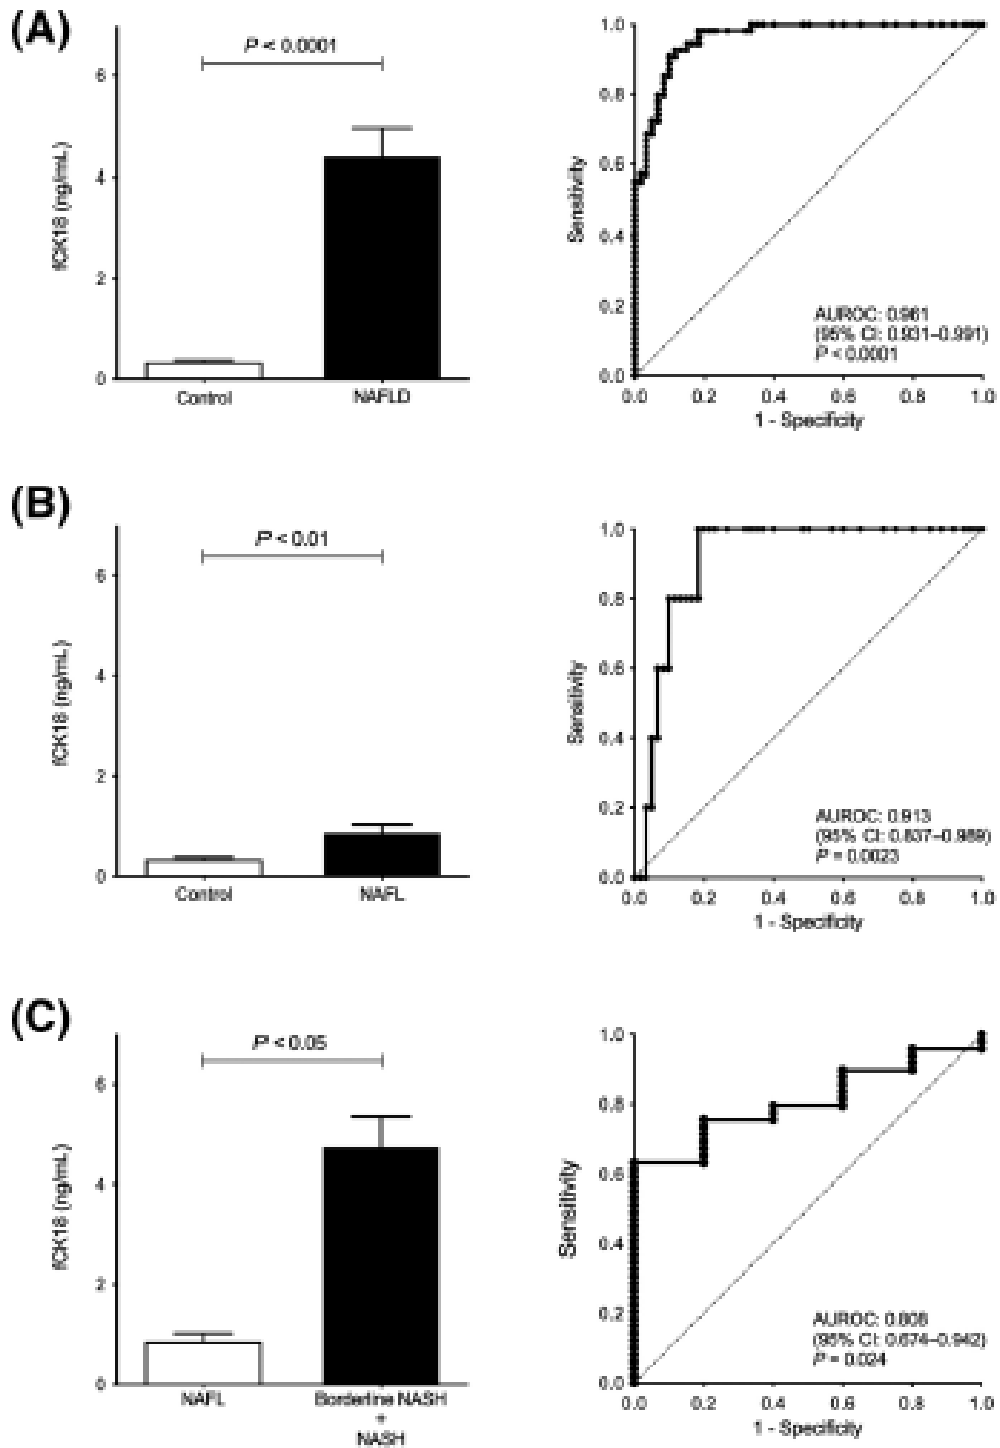 (A)
P < 0.0001
6
4
2
0
fCK18 (ng/mL)
Control
NAFLD
1.0
0.8
0.6
0.4
0.2
0.0
Sensitivity
AUROC: 0.961
(95% CI: 0.931–0.991)
P < 0.0001
0.0 0.2 0.4 0.6 0.8 1.0
1 - Specificity
(B)
P < 0.01
6
4
2
0
fCK18 (ng/mL)
Control
NAFL
1.0
0.8
0.6
0.4
0.2
0.0
Sensitivity
AUROC: 0.913
(95% CI: 0.837–0.989)
P = 0.0023
0.0 0.2 0.4 0.6 0.8 1.0
1 - Specificity
(C)
P < 0.05
6
4
2
0
fCK18 (ng/mL)
NAFL
Borderline NASH
+
NASH
1.0
0.8
0.6
0.4
0.2
0.0
Sensitivity
AUROC: 0.808
(95% CI: 0.674–0.942)
P = 0.024
0.0 0.2 0.4 0.6 0.8 1.0
1 - Specificity